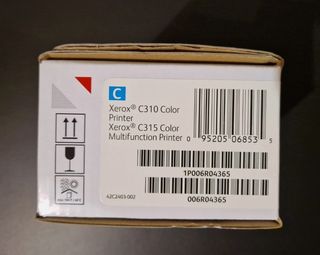 C
Xerox® C310 Color
Printer
Xerox® C315 Color
Multifunction Printer
0 95205 06853 5
1P006R04365
42C2403-002
006R04365